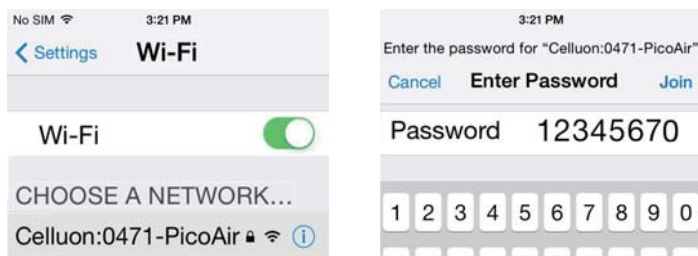 No SIM 3:21 PM
Settings Wi-Fi
Wi-Fi
CHOOSE A NETWORK...
Celluon:0471-PicoAir
3:21 PM
Enter the password for “Celluon:0471-PicoAir”
Cancel Enter Password Join
Password 12345670
1 2 3 4 5 6 7 8 9 0